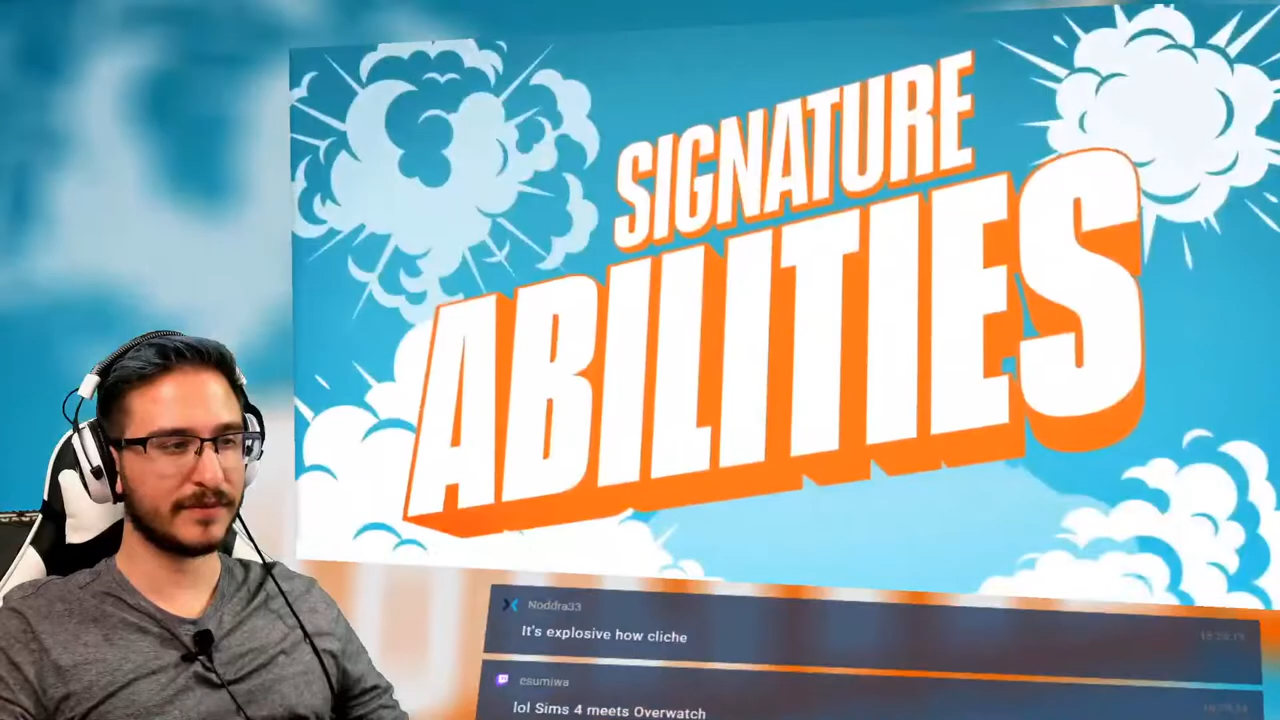 SIGNATURE
ABILITIES
Noddra33
It's explosive how cliche
esumiwa
lol Sims 4 meets Overwatch